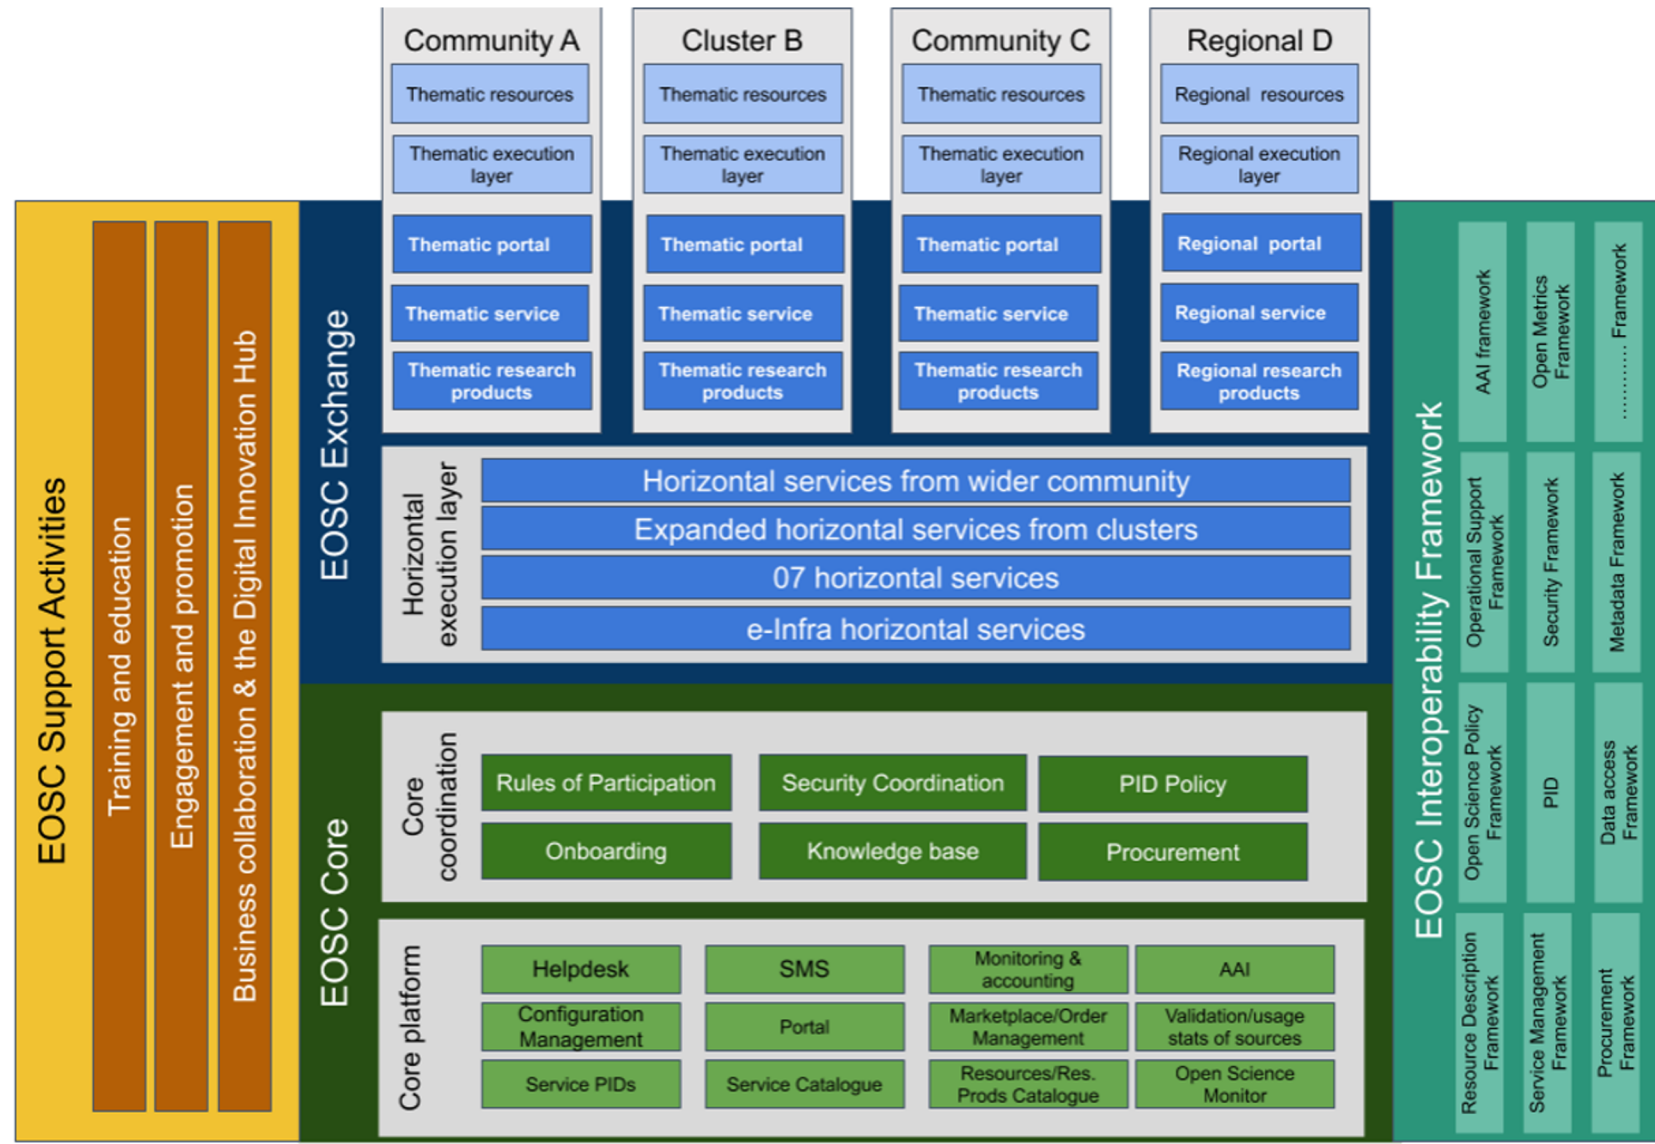 Community A
Thematic resources
Thematic execution
layer
Thematic portal
Thematic service
Thematic research
products
Cluster B
Thematic resources
Thematic execution
layer
Thematic portal
Thematic service
Thematic research
products
Community C
Thematic resources
Thematic execution
layer
Thematic portal
Thematic service
Thematic research
products
Regional D
Regional resources
Regional execution
layer
Regional portal
Regional service
Regional research
products
EOSC Support Activities
Training and education
Engagement and promotion
Business collaboration & the Digital Innovation Hub
EOSC Exchange
Horizontal
execution layer
Horizontal services from wider community
Expanded horizontal services from clusters
07 horizontal services
e-Infra horizontal services
EOSC Core
Core
coordination
Rules of Participation
Security Coordination
PID Policy
Onboarding
Knowledge base
Procurement
Core platform
Helpdesk
SMS
Monitoring &
accounting
AAI
Configuration
Management
Portal
Marketplace/Order
Management
Validation/usage
stats of sources
Service PIDs
Service Catalogue
Resources/Res.
Prods Catalogue
Open Science
Monitor
EOSC Interoperability Framework
AAI framework
Open Metrics
Framework
............ Framework
Operational Support
Framework
Security Framework
Metadata Framework
Open Science Policy
Framework
PID
Data access
Framework
Resource Description
Framework
Service Management
Framework
Procurement
Framework